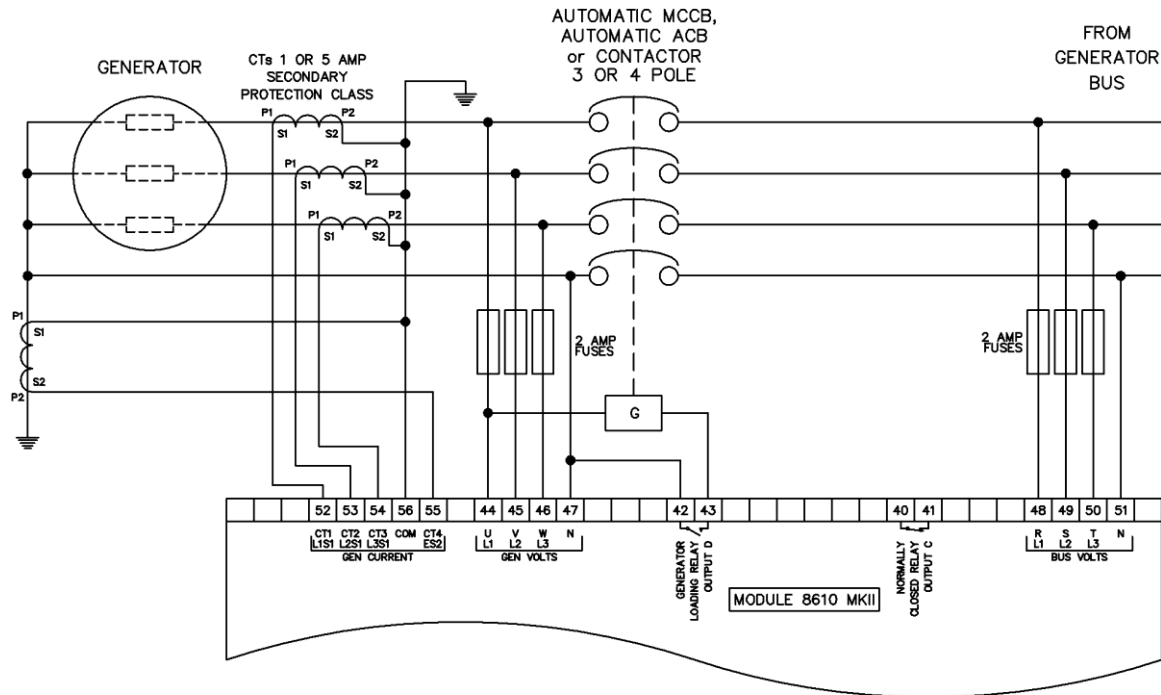 AUTOMATIC MCCB,
AUTOMATIC ACB
or CONTACTOR
3 OR 4 POLE
FROM
GENERATOR
BUS
GENERATOR
CTs 1 OR 5 AMP
SECONDARY
PROTECTION CLASS
P1 P2
S1 S2
P1 P2
S1 S2
P1 P2
S1 S2
P1
S1
S2
P2
2 AMP
FUSES
2 AMP
FUSES
G
52 53 54 56 55 44 45 46 47 42 43 40 41 48 49 50 51
CT1 CT2 CT3 COM CT4
L1S1 L2S1 L3S1 ES2
GEN CURRENT
U V W N
L1 L2 L3
GEN VOLTS
GENERATOR
LOADING RELAY
OUTPUT D
NORMALLY
CLOSED RELAY
OUTPUT C
R S T N
L1 L2 L3
BUS VOLTS
MODULE 8610 MKII